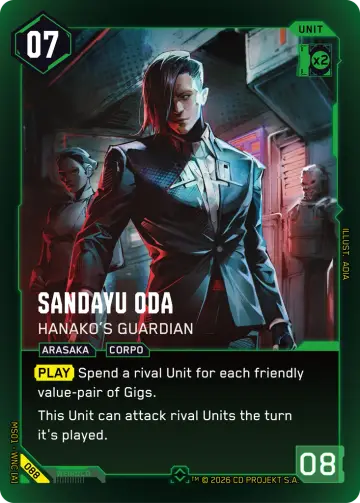 07
UNIT
x2
SANDAYU ODA
HANAKO'S GUARDIAN
ARASAKA
CORPO
PLAY Spend a rival Unit for each friendly
value-pair of Gigs.
This Unit can attack rival Units the turn
it's played.
08
ILLUST. ADIA
088
™ © 2026 CD PROJEKT S.A.